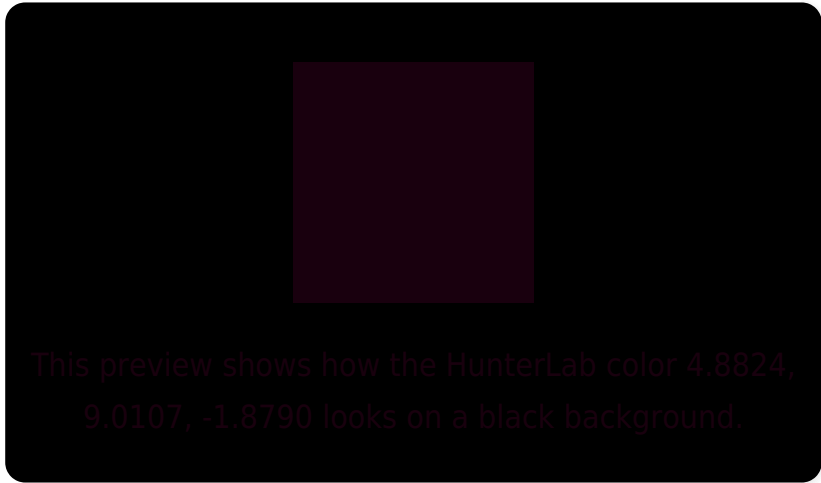 This preview shows how the HunterLab color 4.8824,
9.0107, -1.8790 looks on a black background.